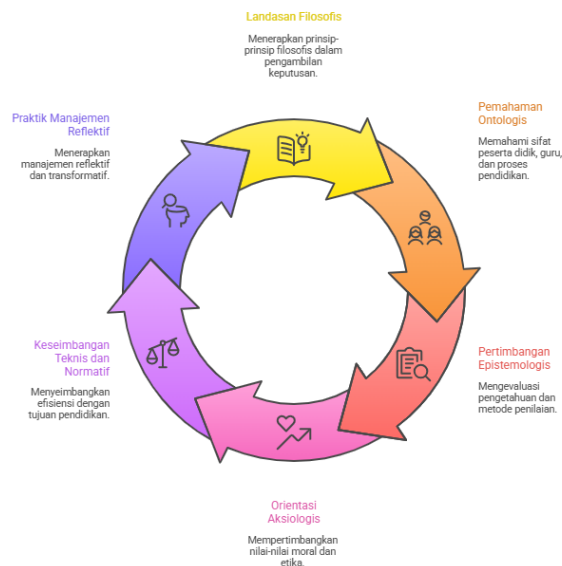 Landasan Filosofis
Menerapkan prinsip-
prinsip filosofis dalam
pengambilan
keputusan.
Pemahaman
Ontologis
Memahami sifat
peserta didik, guru,
dan proses
pendidikan.
Pertimbangan
Epistemologis
Mengevaluasi
pengetahuan dan
metode penilaian.
Orientasi
Aksiologis
Mempertimbangkan
nilai-nilai moral dan
etika.
Keseimbangan
Teknis dan
Normatif
Menyeimbangkan
efisiensi dengan
tujuan pendidikan.
Praktik Manajemen
Reflektif
Menerapkan
manajemen reflektif
dan transformatif.